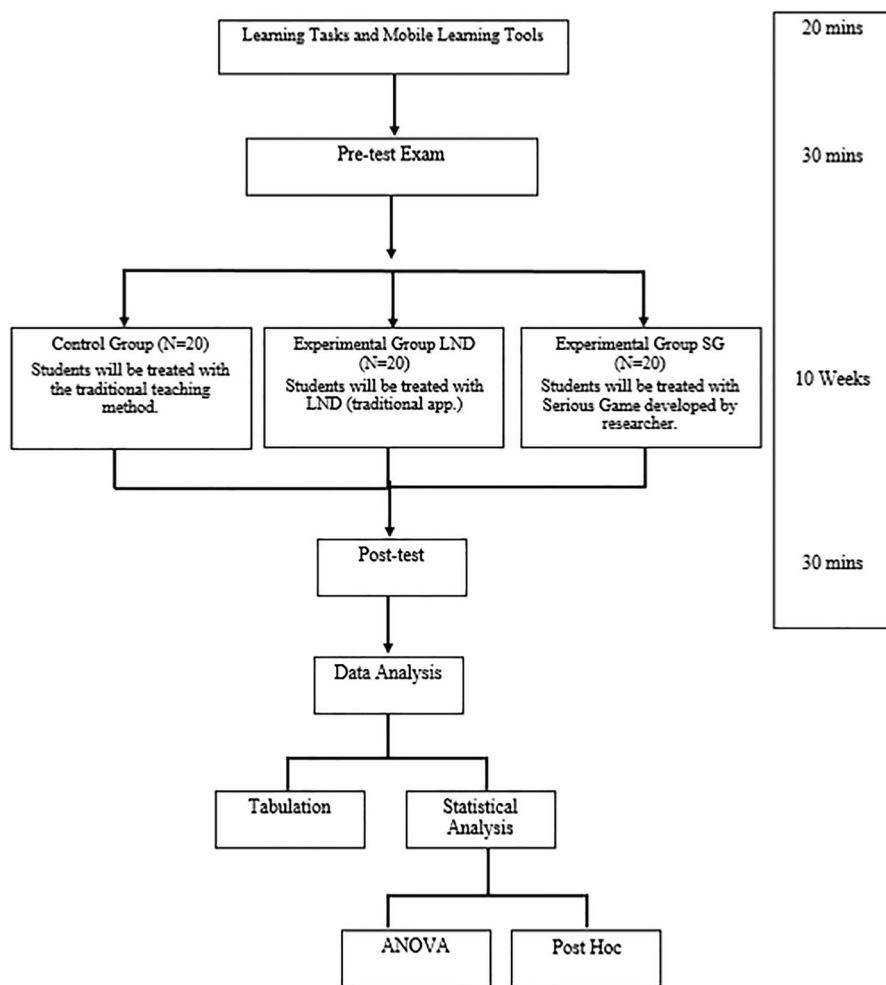 Learning Tasks and Mobile Learning Tools
20 mins
Pre-test Exam
30 mins
Control Group (N=20)
Students will be treated with
the traditional teaching
method.
Experimental Group LND
(N=20)
Students will be treated with
LND (traditional app.)
Experimental Group SG
(N=20)
Students will be treated with
Serious Game developed by
researcher.
10 Weeks
Post-test
30 mins
Data Analysis
Tabulation
Statistical
Analysis
ANOVA
Post Hoc